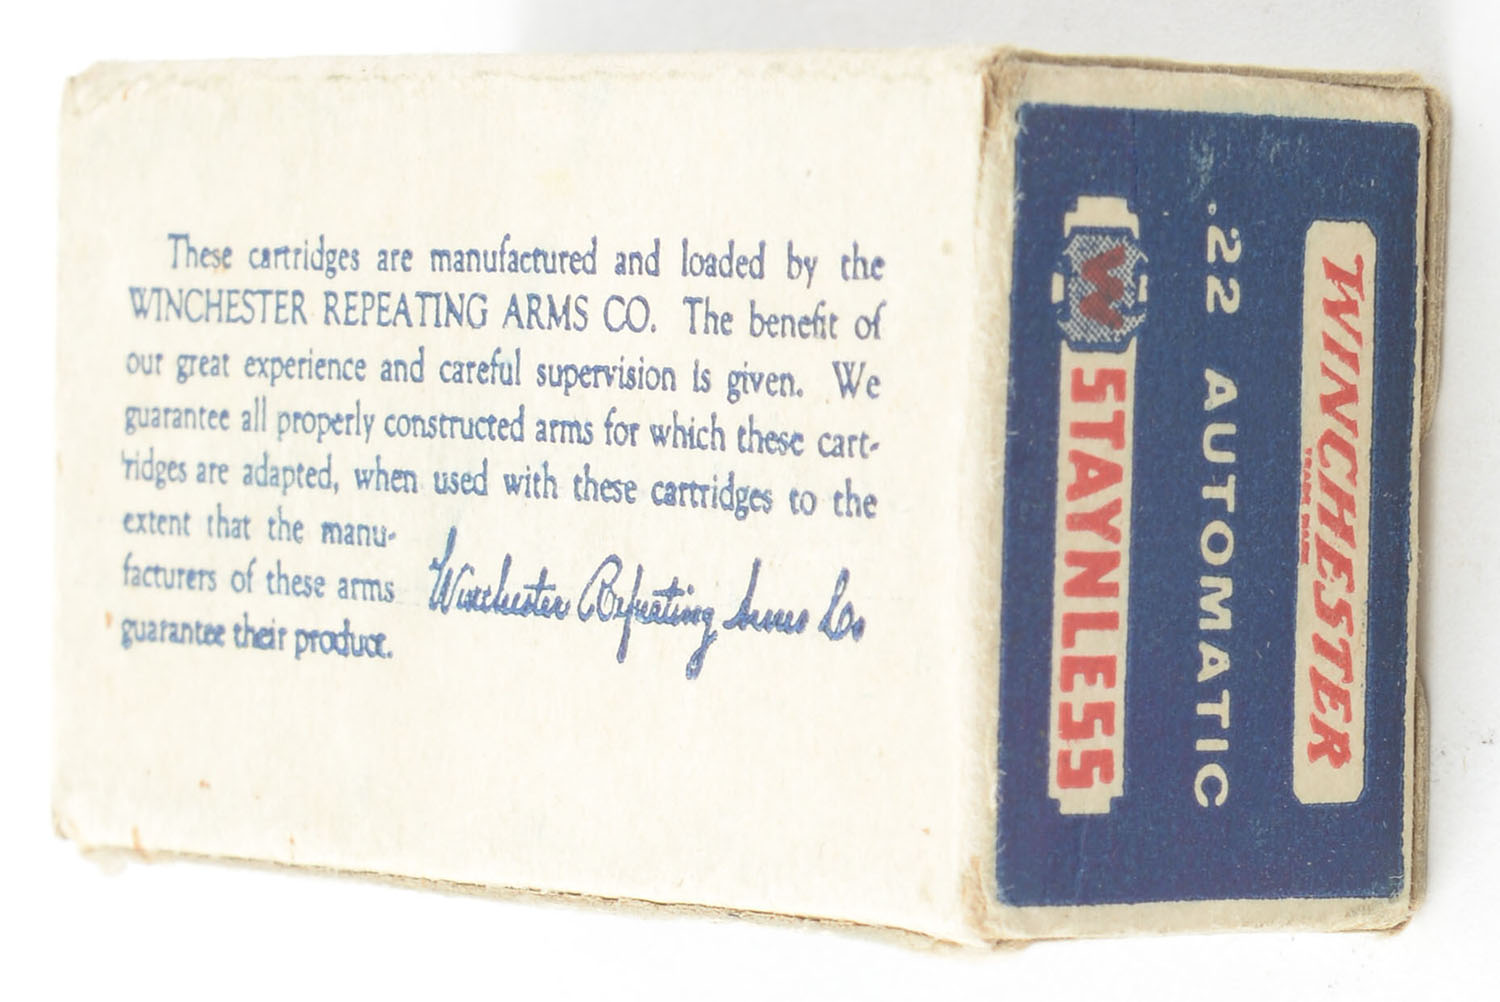 These cartridges are manufactured and loaded by the
WINCHESTER REPEATING ARMS CO. The benefit of
our great experience and careful supervision is given. We
guarantee all properly constructed arms for which these cart-
ridges are adapted, when used with these cartridges to the
extent that the manu-
facturers of these arms
guarantee their product.
Winchester Repeating Arms Co.
WINCHESTER
TRADE MARK
.22 AUTOMATIC
W
STAYNLESS